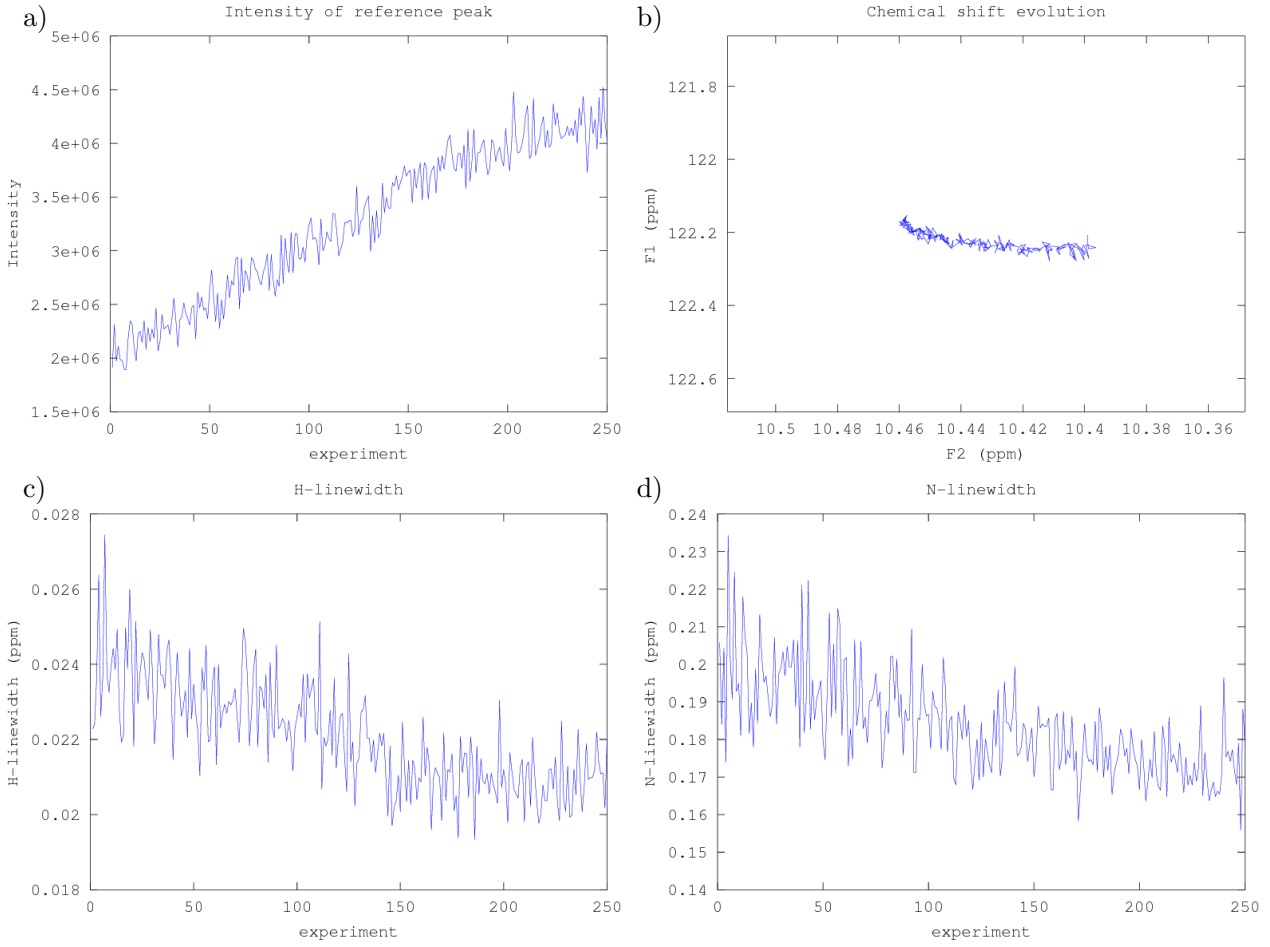 a)
Intensity of reference peak
5e+06
4.5e+06
4e+06
3.5e+06
3e+06
2.5e+06
2e+06
1.5e+06
Intensity
0 50 100 150 200 250
experiment
b)
Chemical shift evolution
121.8
122
122.2
122.4
122.6
F1 (ppm)
10.5 10.48 10.46 10.44 10.42 10.4 10.38 10.36
F2 (ppm)
c)
H-linewidth
0.028
0.026
0.024
0.022
0.02
0.018
H-linewidth (ppm)
0 50 100 150 200 250
experiment
d)
N-linewidth
0.24
0.23
0.22
0.21
0.2
0.19
0.18
0.17
0.16
0.15
0.14
N-linewidth (ppm)
0 50 100 150 200 250
experiment